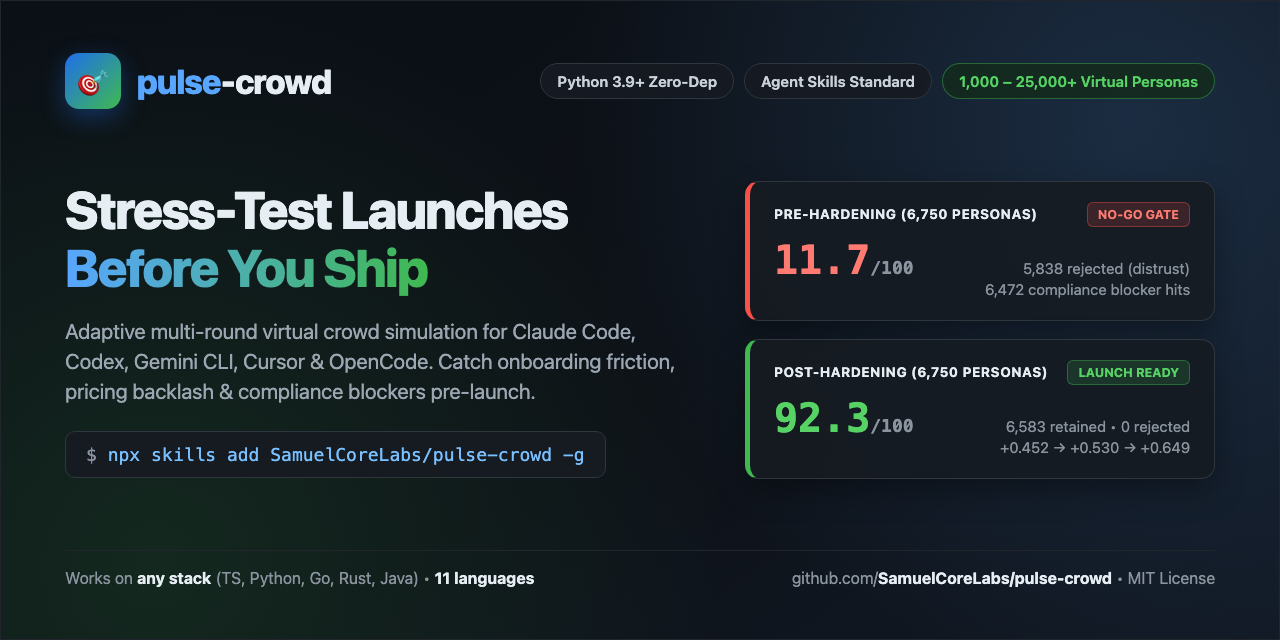 pulse-crowd
Python 3.9+ Zero-Dep
Agent Skills Standard
1,000 – 25,000+ Virtual Personas
Stress-Test Launches
Before You Ship
Adaptive multi-round virtual crowd simulation for Claude Code,
Codex, Gemini CLI, Cursor & OpenCode. Catch onboarding friction,
pricing backlash & compliance blockers pre-launch.
$ npx skills add SamuelCoreLabs/pulse-crowd -g
PRE-HARDENING (6,750 PERSONAS)
NO-GO GATE
11.7/100
5,838 rejected (distrust)
6,472 compliance blocker hits
POST-HARDENING (6,750 PERSONAS)
LAUNCH READY
92.3/100
6,583 retained • 0 rejected
+0.452 → +0.530 → +0.649
Works on any stack (TS, Python, Go, Rust, Java) • 11 languages
github.com/SamuelCoreLabs/pulse-crowd • MIT License